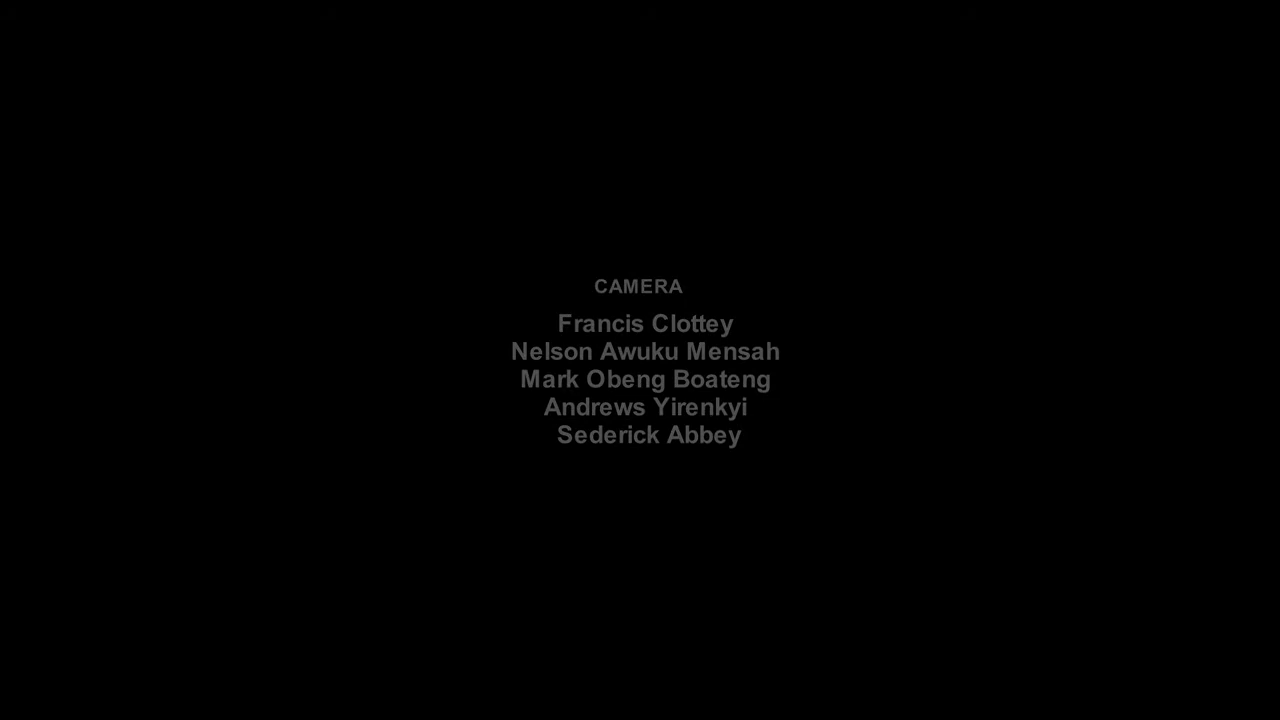 CAMERA
Francis Clottey
Nelson Awuku Mensah
Mark Obeng Boateng
Andrews Yirenkyi
Sederick Abbey